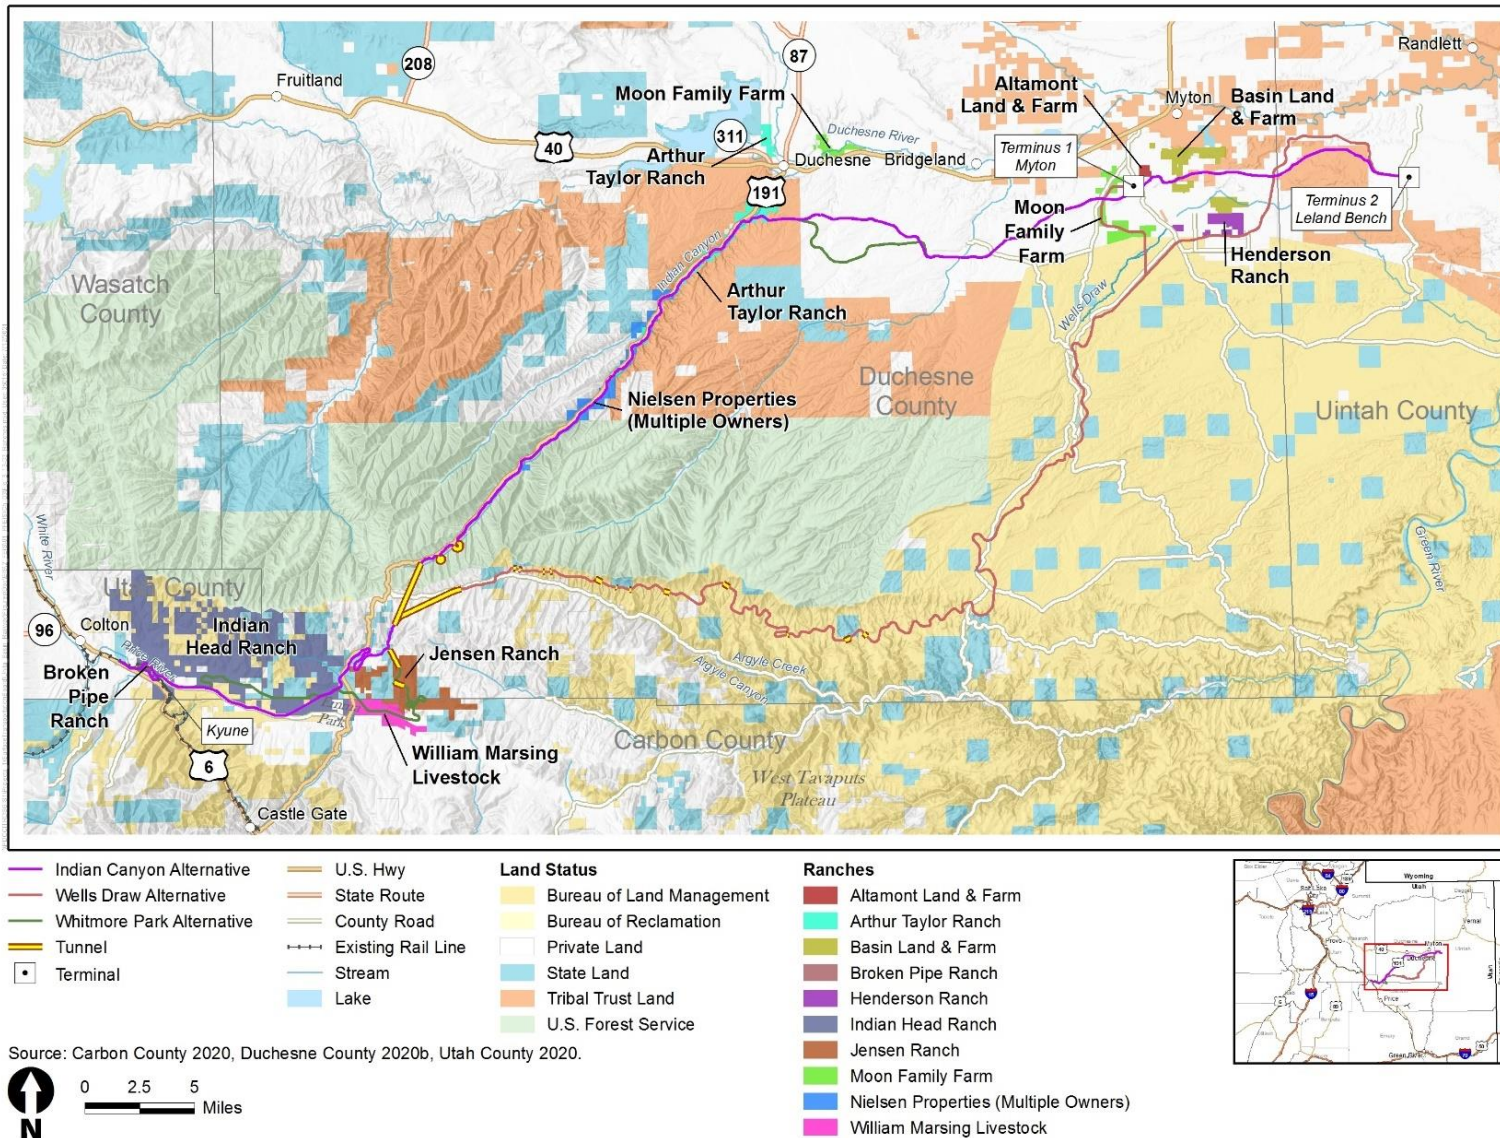 208
87
Fruitland
Randlett
Moon Family Farm
Altamont
Land & Farm
Myton
Basin Land
& Farm
40
311
Duchesne River
Arthur
Taylor Ranch
Duchesne
Bridgeland
Terminus 1
Myton
191
Terminus 2
Leland Bench
Moon
Family
Farm
Henderson
Ranch
Indian Canyon
Wasatch
County
Arthur
Taylor Ranch
Wells Draw
Duchesne
County
Nielsen Properties
(Multiple Owners)
Uintah County
White River
Green River
Utah County
96
Colton
Indian
Head Ranch
Price River
Jensen Ranch
Argyle Creek
Argyle Canyon
Broken
Pipe
Ranch
Park
Kyune
Carbon County
6
William Marsing
Livestock
West Tavaputs
Plateau
Castle Gate
Indian Canyon Alternative
Wells Draw Alternative
Whitmore Park Alternative
Tunnel
Terminal
U.S. Hwy
State Route
County Road
Existing Rail Line
Stream
Lake
Land Status
Bureau of Land Management
Bureau of Reclamation
Private Land
State Land
Tribal Trust Land
U.S. Forest Service
Ranches
Altamont Land & Farm
Arthur Taylor Ranch
Basin Land & Farm
Broken Pipe Ranch
Henderson Ranch
Indian Head Ranch
Jensen Ranch
Moon Family Farm
Nielsen Properties (Multiple Owners)
William Marsing Livestock
Wyoming
Utah
Vernal
Provo
Myton
Duchesne
Price
Green River
Utah
Source: Carbon County 2020, Duchesne County 2020b, Utah County 2020.
0 2.5 5
Miles
N